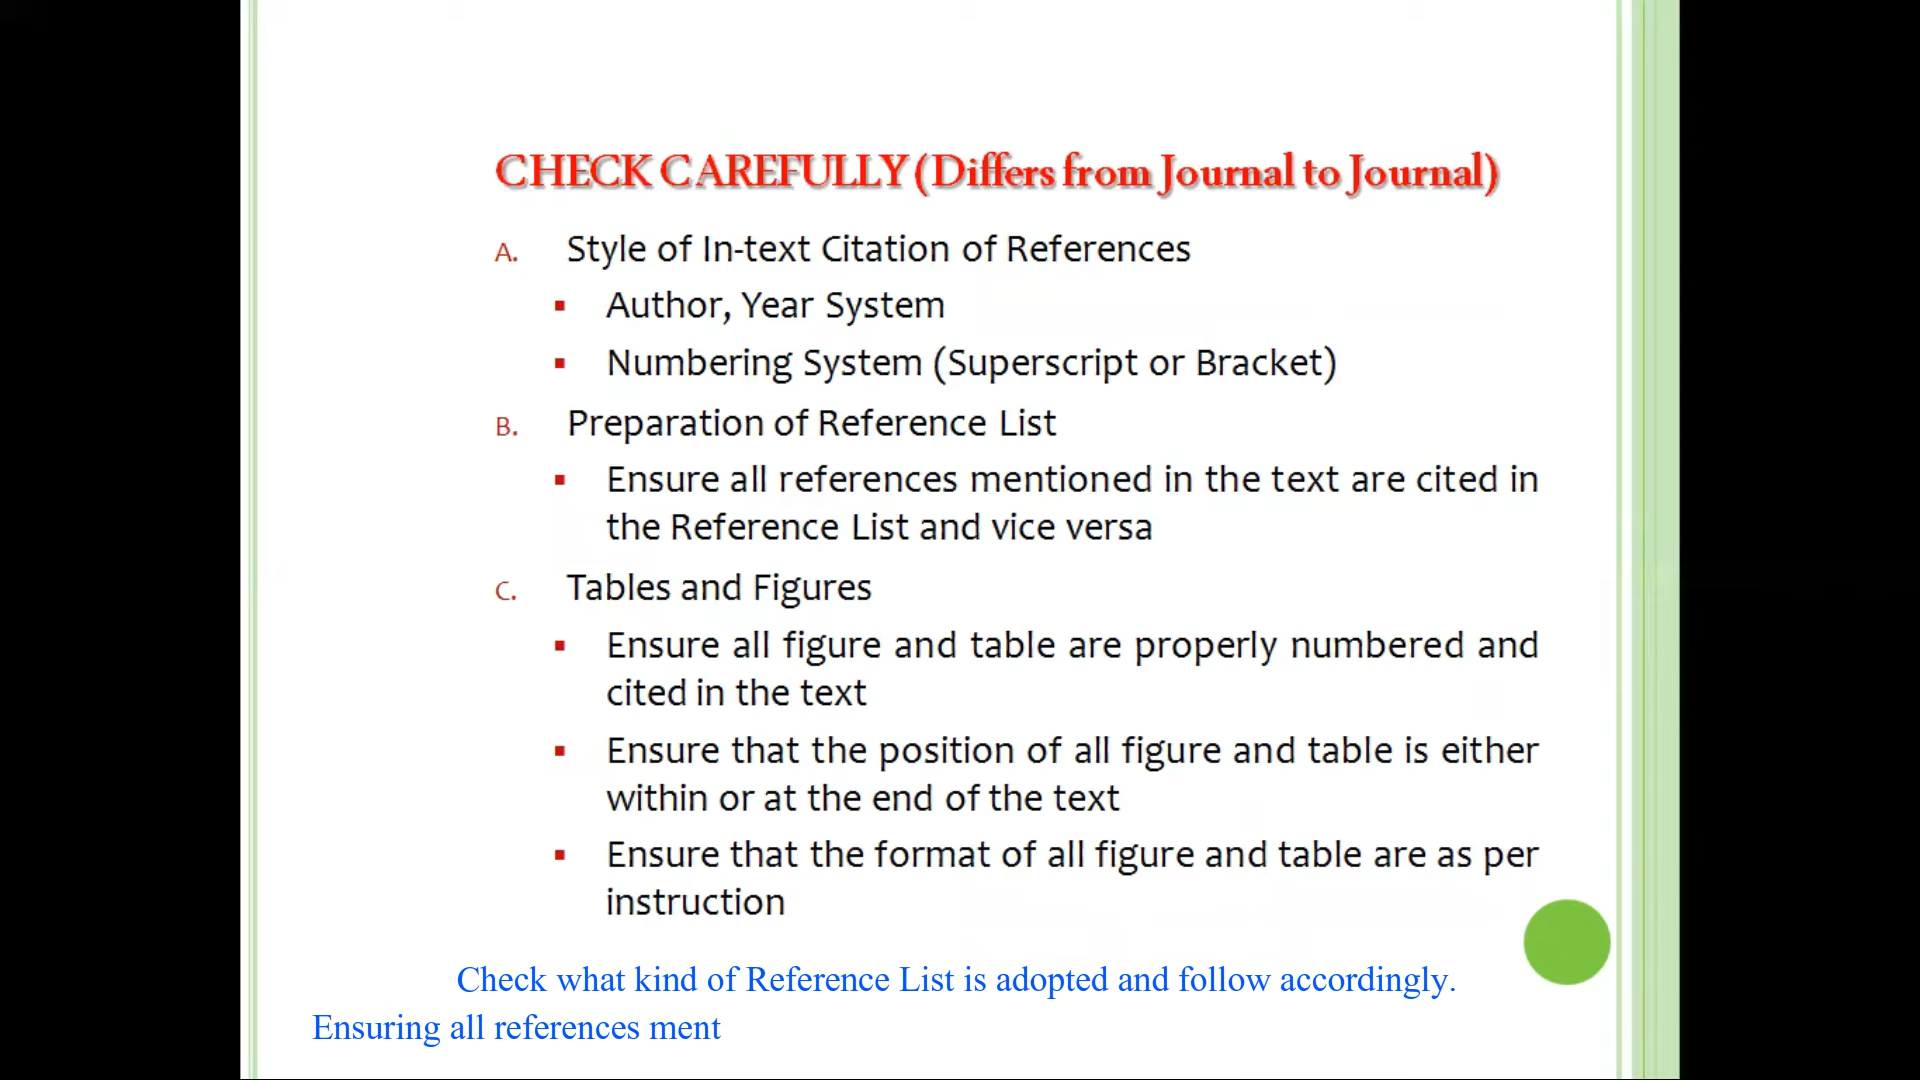 CHECK CAREFULLY (Differs from Journal to Journal)
A. Style of In-text Citation of References
▪ Author, Year System
▪ Numbering System (Superscript or Bracket)
B. Preparation of Reference List
▪ Ensure all references mentioned in the text are cited in
the Reference List and vice versa
C. Tables and Figures
▪ Ensure all figure and table are properly numbered and
cited in the text
▪ Ensure that the position of all figure and table is either
within or at the end of the text
▪ Ensure that the format of all figure and table are as per
instruction
Check what kind of Reference List is adopted and follow accordingly.
Ensuring all references ment